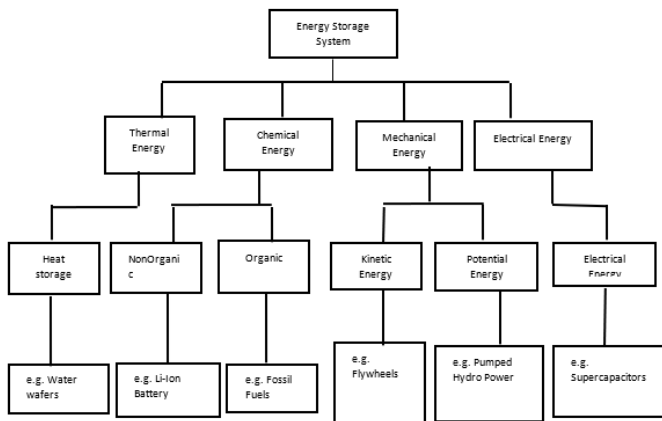 Energy Storage
System
Thermal
Energy
Chemical
Energy
Mechanical
Energy
Electrical Energy
Heat
storage
NonOrgani
c
Organic
Kinetic
Energy
Potential
Energy
Electrical
Energy
e.g. Water
wafers
e.g. Li-Ion
Battery
e.g. Fossil
Fuels
e.g.
Flywheels
e.g. Pumped
Hydro Power
e.g.
Supercapacitors